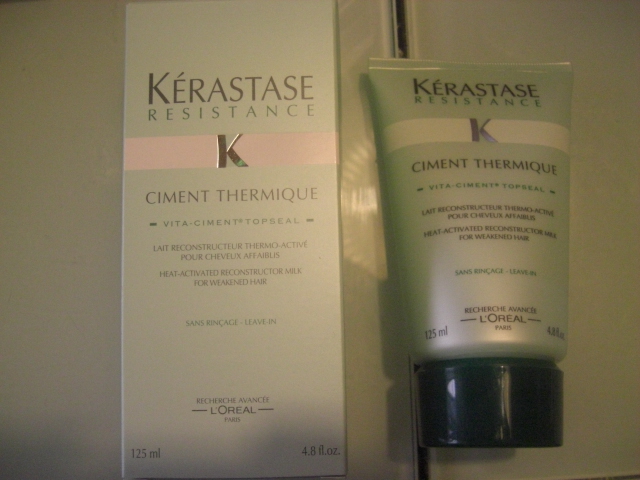 KÉRASTASE
RESISTANCE
K
CIMENT THERMIQUE
VITA-CIMENT® TOPSEAL
LAIT RECONSTRUCTEUR THERMO-ACTIVÉ
POUR CHEVEUX AFFAIBLIS
HEAT-ACTIVATED RECONSTRUCTOR MILK
FOR WEAKENED HAIR
SANS RINÇAGE - LEAVE-IN
RECHERCHE AVANCÉE
L'ORÉAL
PARIS
125 ml
4.8 fl.oz.
KÉRASTASE
RESISTANCE
K
CIMENT THERMIQUE
VITA-CIMENT® TOPSEAL
LAIT RECONSTRUCTEUR THERMO-ACTIVÉ
POUR CHEVEUX AFFAIBLIS
HEAT-ACTIVATED RECONSTRUCTOR MILK
FOR WEAKENED HAIR
SANS RINÇAGE - LEAVE-IN
RECHERCHE AVANCÉE
L'ORÉAL
PARIS
125 ml
4.8 fl.oz.